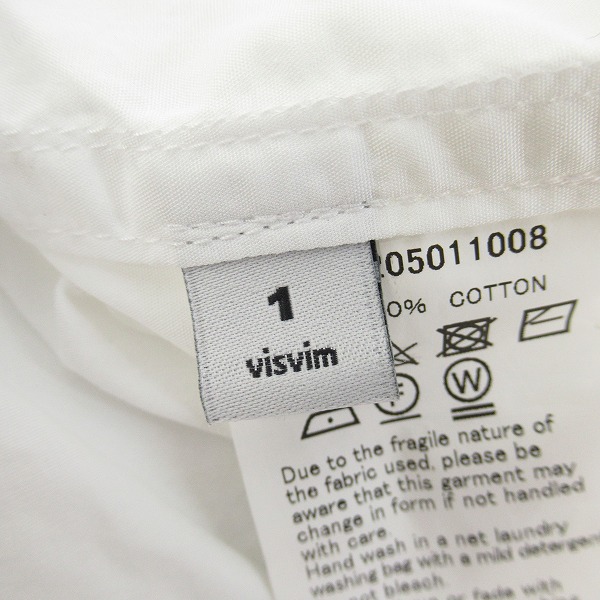 1
visvim
205011008
0% COTTON
W
Due to the fragile nature of
the fabric used, please be
aware that this garment may
change in form if not handled
with care.
Hand wash in a net laundry
washing bag with a mild detergent
not bleach.